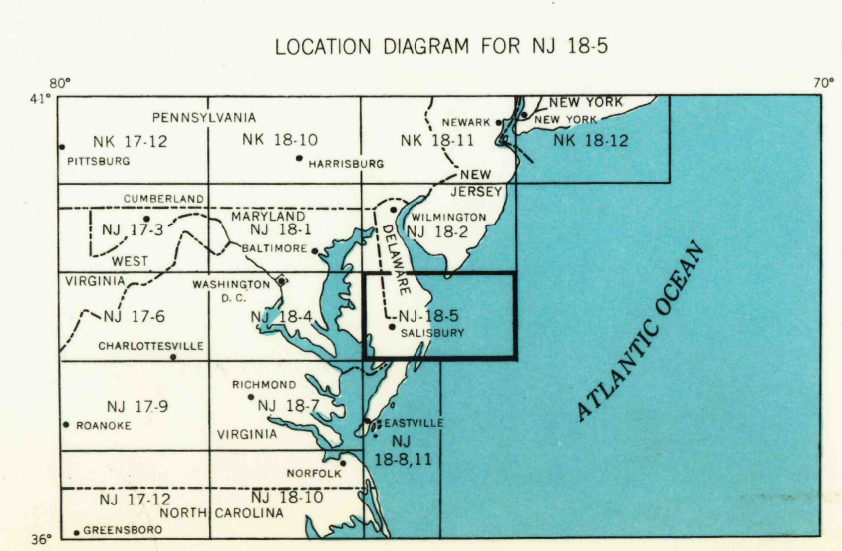 LOCATION DIAGRAM FOR NJ 18-5
80°
70°
41°
PENNSYLVANIA
NEW YORK
NEWARK
NEW YORK
NK 17-12
NK 18-10
NK 18-11
NK 18-12
PITTSBURG
HARRISBURG
NEW
JERSEY
CUMBERLAND
MARYLAND
WILMINGTON
NJ 17-3
NJ 18-1
NJ 18-2
BALTIMORE
DELAWARE
WEST
VIRGINIA
WASHINGTON
D. C.
NJ 17-6
NJ 18-4
NJ 18-5
SALISBURY
CHARLOTTESVILLE
ATLANTIC OCEAN
RICHMOND
NJ 17-9
NJ 18-7
ROANOKE
VIRGINIA
EASTVILLE
NJ
18-8,11
NORFOLK
NJ 17-12
NJ 18-10
NORTH CAROLINA
GREENSBORO
36°